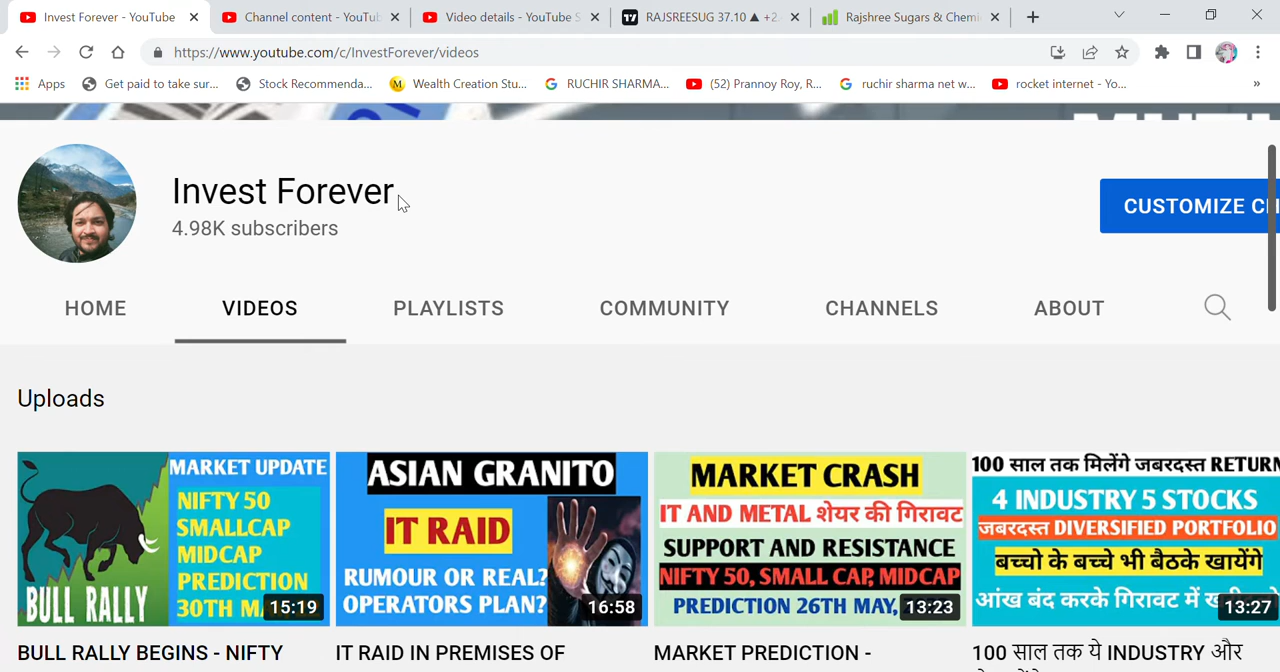 Invest Forever - YouTube
Channel content - YouTu
Video details - YouTube S
RAJSREESUG 37.10 ▲ +2.
Rajshree Sugars & Chemi
https://www.youtube.com/c/InvestForever/videos
Apps
Get paid to take sur...
Stock Recommenda...
Wealth Creation Stu...
RUCHIR SHARMA...
(52) Prannoy Roy, R...
ruchir sharma net w...
rocket internet - Yo...
»
Invest Forever
4.98K subscribers
CUSTOMIZE CH
HOME
VIDEOS
PLAYLISTS
COMMUNITY
CHANNELS
ABOUT
Uploads
MARKET UPDATE
NIFTY 50
SMALLCAP
MIDCAP
PREDICTION
30TH MA
BULL RALLY
15:19
ASIAN GRANITO
IT RAID
RUMOUR OR REAL?
OPERATORS PLAN?
16:58
MARKET CRASH
IT AND METAL शेयर की गिरावट
SUPPORT AND RESISTANCE
NIFTY 50, SMALL CAP, MIDCAP
PREDICTION 26TH MAY,
13:23
100 साल तक मिलेंगे जबरदस्त RETURN
4 INDUSTRY 5 STOCKS
जबरदस्त DIVERSIFIED PORTFOLIO
बच्चो के बच्चे भी बैठके खायेंगे
आंख बंद करके गिरावट में
13:27
BULL RALLY BEGINS - NIFTY
IT RAID IN PREMISES OF
MARKET PREDICTION -
100 साल तक ये INDUSTRY और